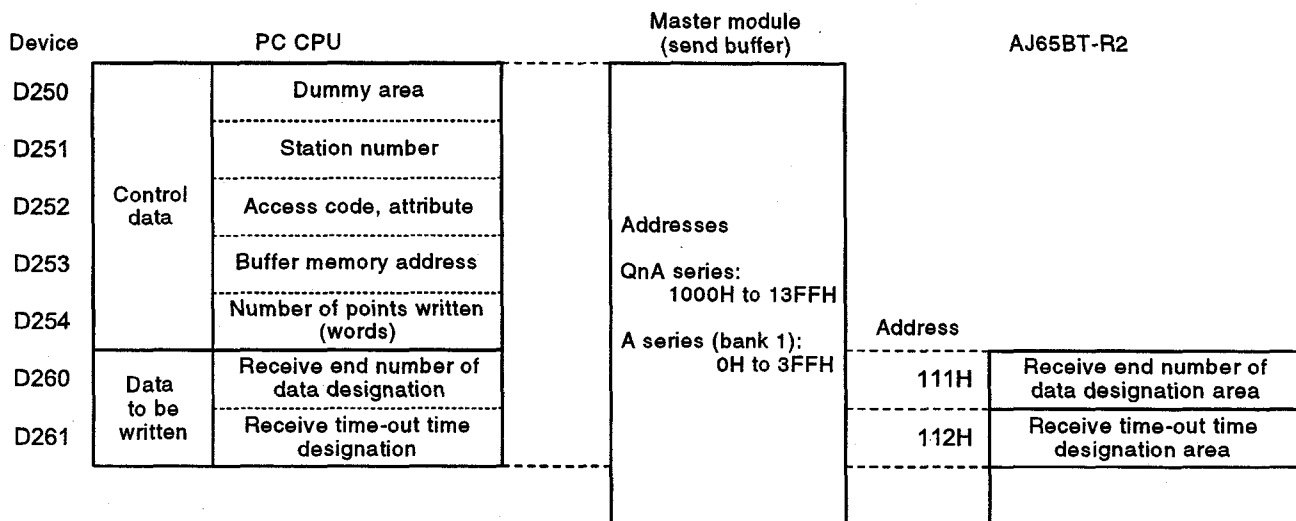 Device
PC CPU
Master module
(send buffer)
AJ65BT-R2
D250
Dummy area
D251
Station number
D252
Control
data
Access code, attribute
D253
Buffer memory address
D254
Number of points written
(words)
D260
Data
to be
written
Receive end number of
data designation
D261
Receive time-out time
designation
Addresses
QnA series:
1000H to 13FFH
A series (bank 1):
0H to 3FFH
Address
111H
Receive end number of
data designation area
112H
Receive time-out time
designation area